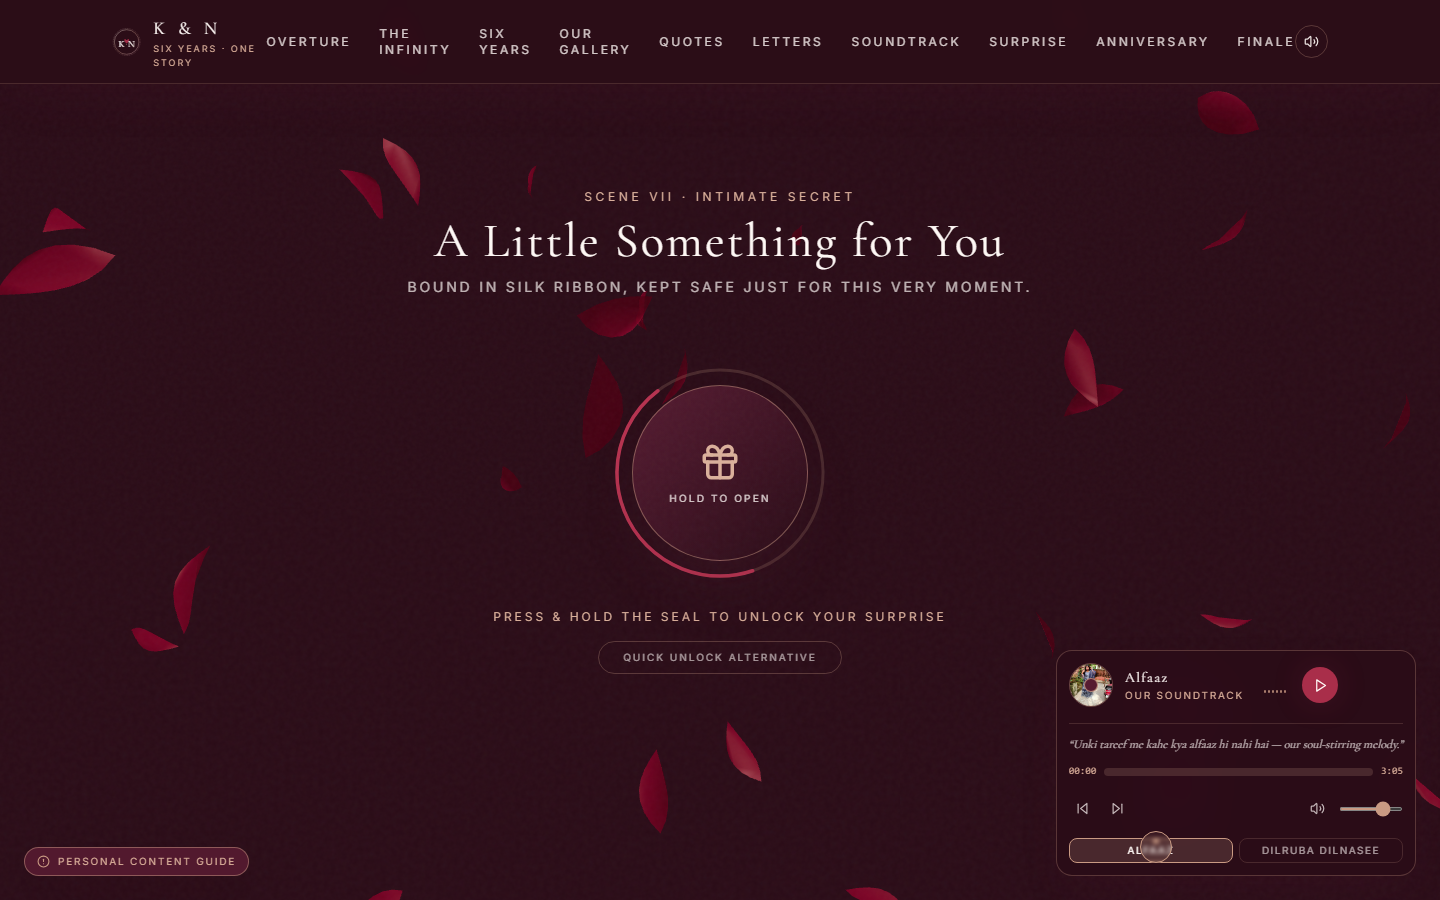 K & N
SIX YEARS · ONE
STORY
OVERTURE
THE
INFINITY
SIX
YEARS
OUR
GALLERY
QUOTES
LETTERS
SOUNDTRACK
SURPRISE
ANNIVERSARY
FINALE
SCENE VII · INTIMATE SECRET
A Little Something for You
BOUND IN SILK RIBBON, KEPT SAFE JUST FOR THIS VERY MOMENT.
HOLD TO OPEN
PRESS & HOLD THE SEAL TO UNLOCK YOUR SURPRISE
QUICK UNLOCK ALTERNATIVE
Alfaaz
OUR SOUNDTRACK
“Unki tareef me kahe kya alfaaz hi nahi hai — our soul-stirring melody.”
00:00
3:05
DILRUBA DILNASEE
PERSONAL CONTENT GUIDE